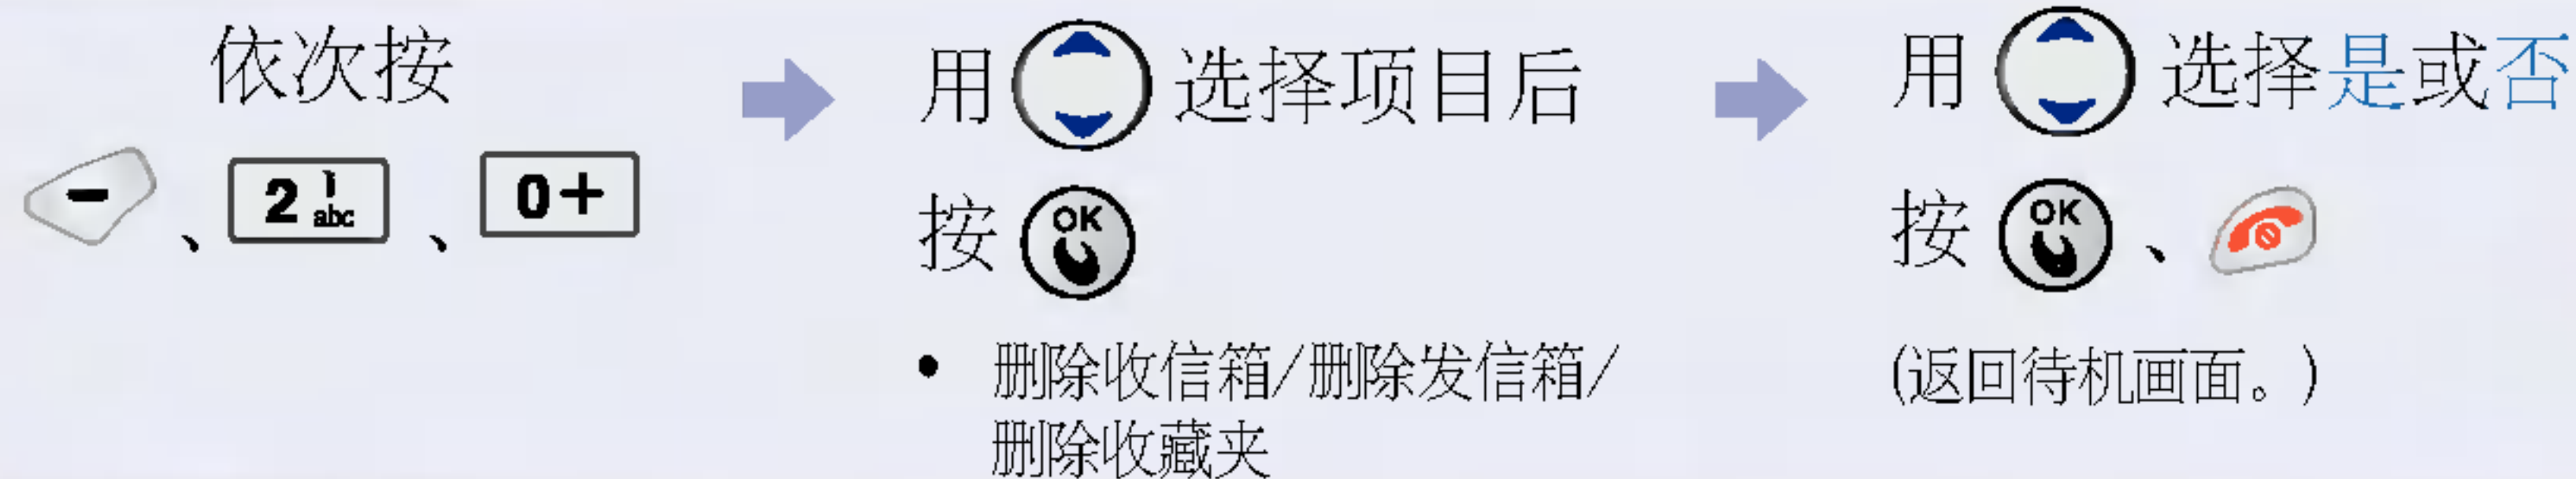 依次按
-、2 abc、0+
用 选择项目后
按 OK
• 删除收信箱/删除发信箱/
删除收藏夹
用 选择是或否
按 OK、
(返回待机画面。)